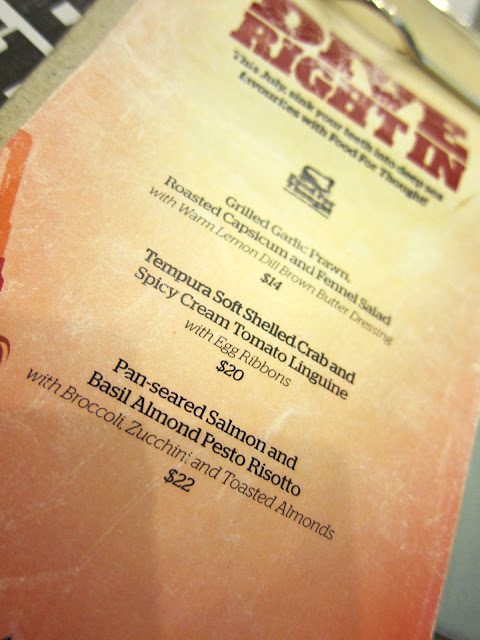 DIVE
RIGHT IN
This July, sink your teeth into deep sea
favourites with Food For Thought!
Grilled Garlic Prawn,
Roasted Capsicum and Fennel Salad
with Warm Lemon Dill Brown Butter Dressing
$14
Tempura Soft Shelled Crab and
Spicy Cream Tomato Linguine
with Egg Ribbons
$20
Pan-seared Salmon and
Basil Almond Pesto Risotto
with Broccoli, Zucchini and Toasted Almonds
$22